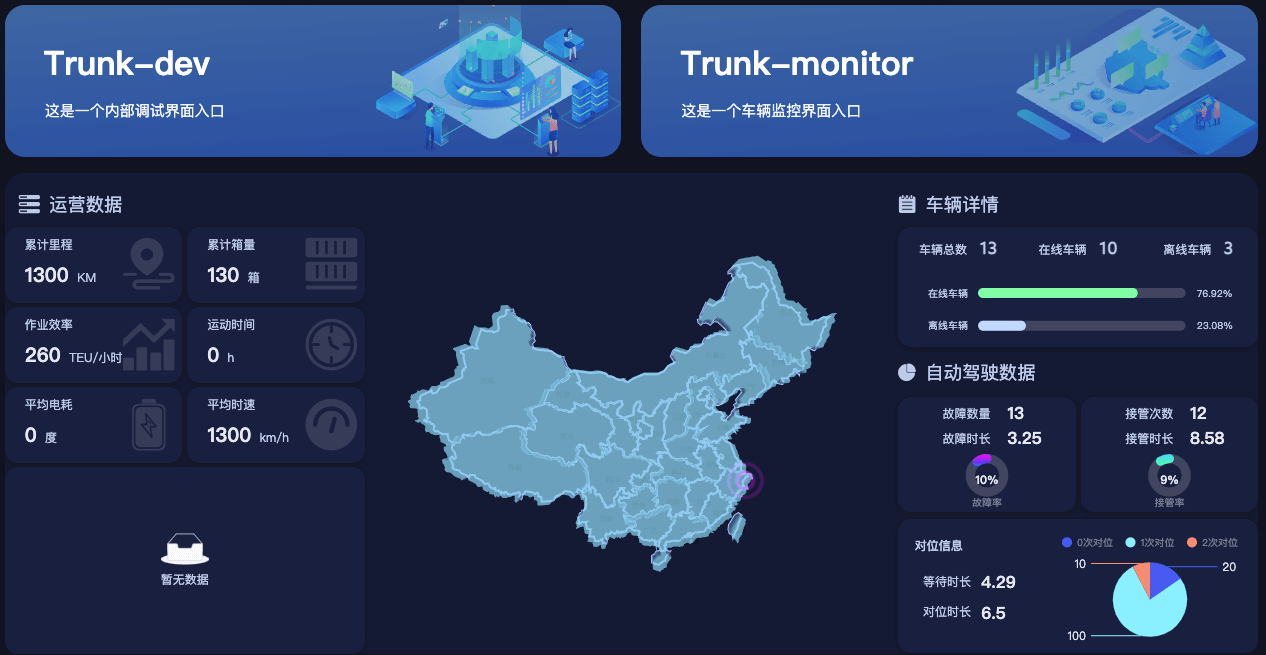 Trunk-dev
这是一个内部调试界面入口
Trunk-monitor
这是一个车辆监控界面入口
运营数据
累计里程
1300 KM
累计箱量
130 箱
作业效率
260 TEU/小时
运动时间
0 h
平均电耗
0 度
平均时速
1300 km/h
暂无数据
车辆详情
车辆总数 13 在线车辆 10 离线车辆 3
在线车辆 76.92%
离线车辆 23.08%
自动驾驶数据
故障数量 13
故障时长 3.25
10%
故障率
接管次数 12
接管时长 8.58
9%
接管率
对位信息
0次对位 1次对位 2次对位
等待时长 4.29
对位时长 6.5
10
20
100